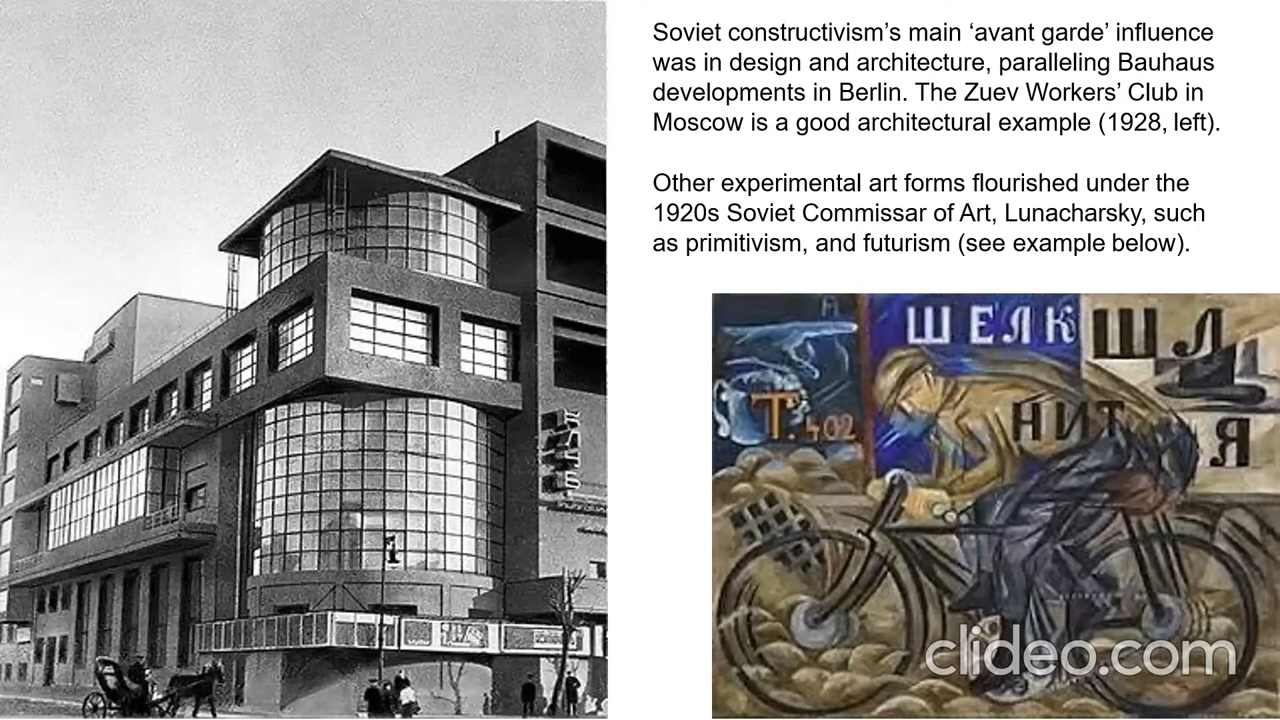 Soviet constructivism’s main ‘avant garde’ influence
was in design and architecture, paralleling Bauhaus
developments in Berlin. The Zuev Workers’ Club in
Moscow is a good architectural example (1928, left).
Other experimental art forms flourished under the
1920s Soviet Commissar of Art, Lunacharsky, such
as primitivism, and futurism (see example below).
ШЕЛК ШЛ
Т. 402
НИТ
Я
clideo.com